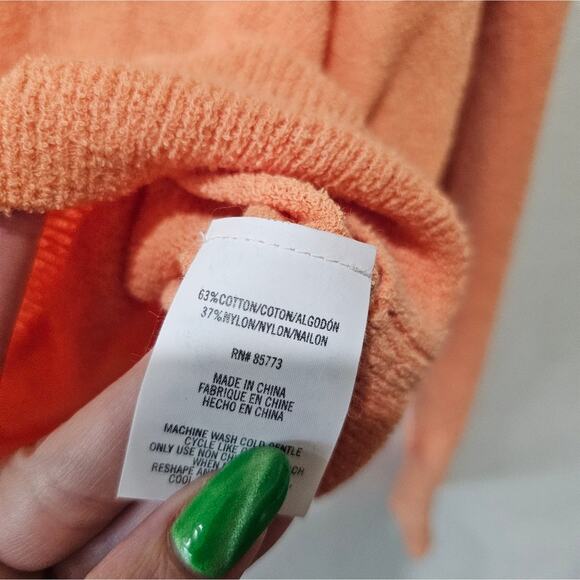 63%COTTON/COTON/ALGODÓN
37%NYLON/NYLON/NAILON
RN# 85773
MADE IN CHINA
FABRIQUE EN CHINE
HECHO EN CHINA
MACHINE WASH COLD GENTLE
CYCLE LIKE
ONLY USE NON
WHEN
RESHAPE